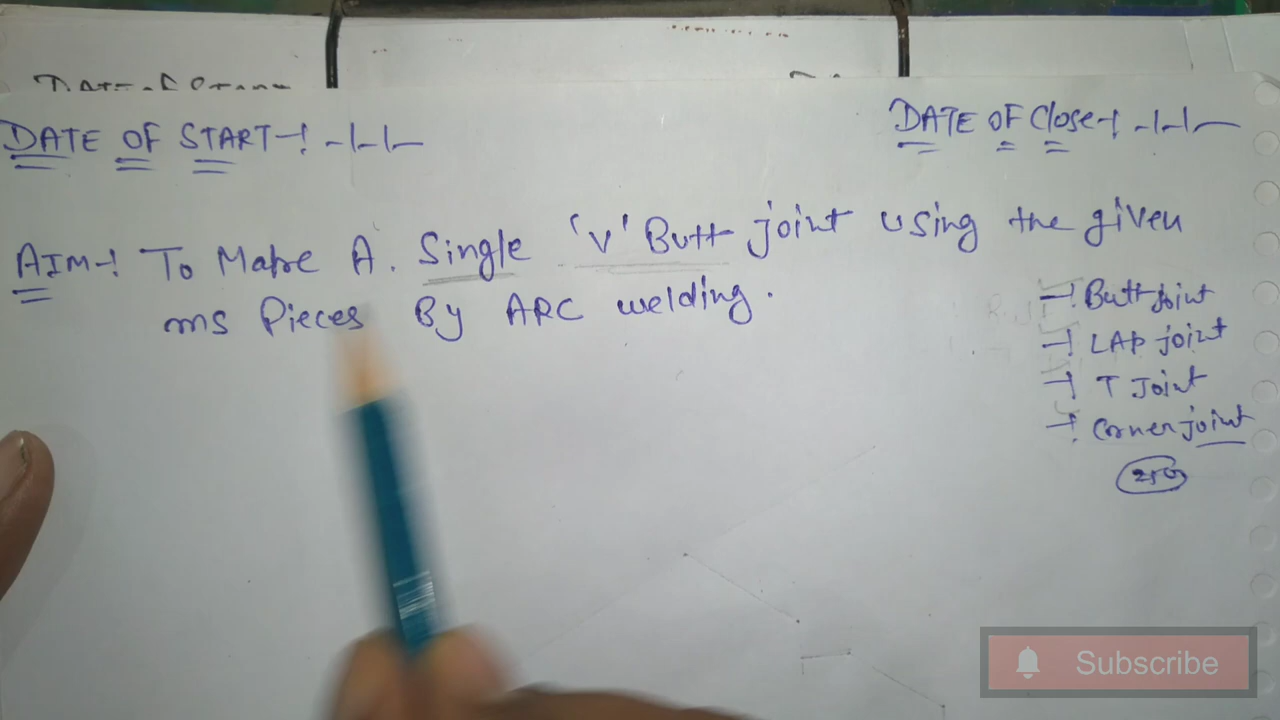 DATE OF START-! -/-/-
DATE OF Close-! -/-/-
AIM-! To Make A. Single 'V' Butt joint using the given
ms Pieces By ARC welding.
-! Butt joint
-! LAP joint
-! T Joint
-! Corner joint
Subscribe